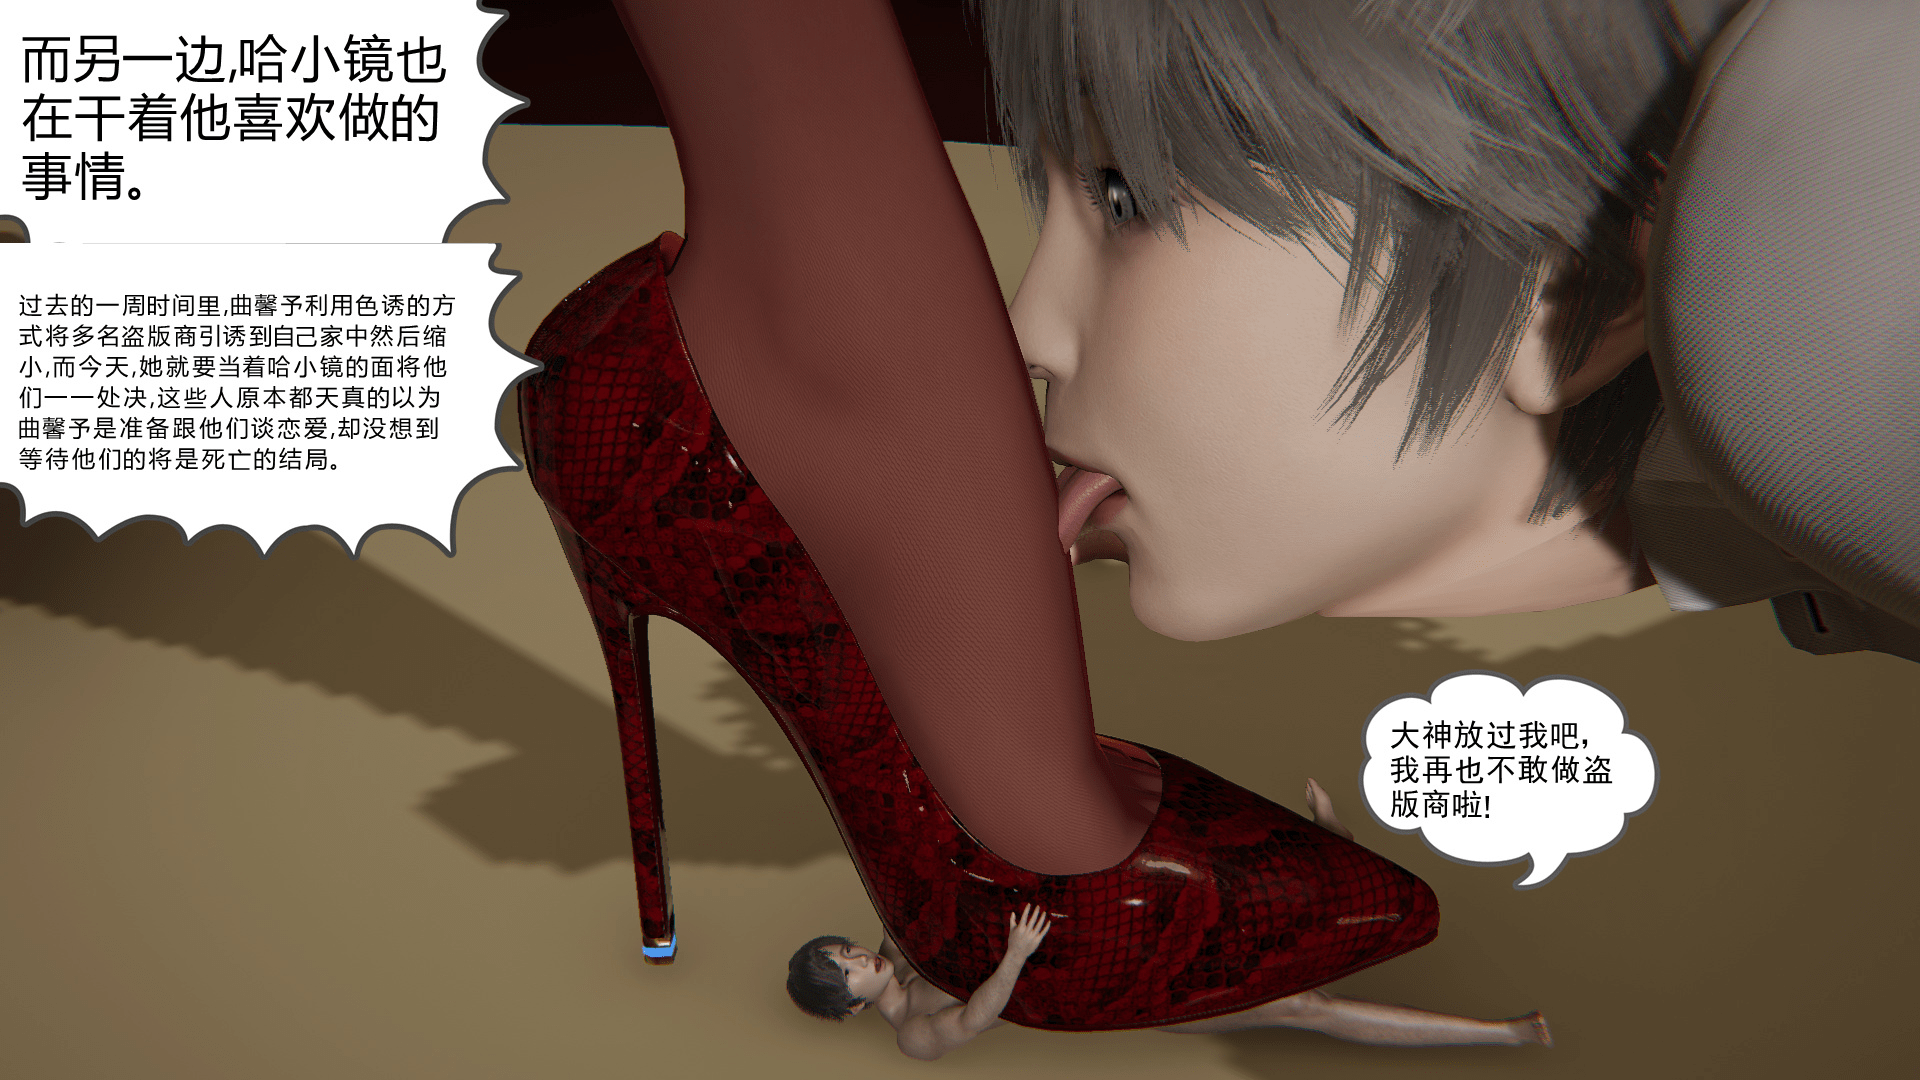 而另一边,哈小镜也
在干着他喜欢做的
事情。
过去的一周时间里,曲馨予利用色诱的方
式将多名盗版商引诱到自己家中然后缩
小,而今天,她就要当着哈小镜的面将他
们一一处决,这些人原本都天真的以为
曲馨予是准备跟他们谈恋爱,却没想到
等待他们的将是死亡的结局。
大神放过我吧,
我再也不敢做盗
版商啦!